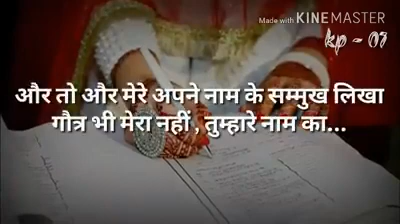 Made with KINEMASTER
kp - 07
और तो और मेरे अपने नाम के सम्मुख लिखा
गौत्र भी मेरा नहीं , तुम्हारे नाम का...